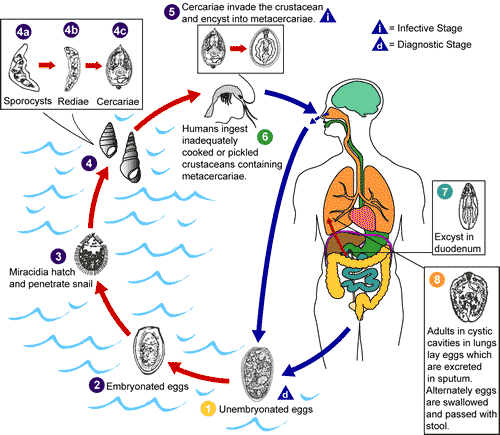 4a
4b
4c
Sporocysts
Rediae
Cercariae
5
Cercariae invade the crustacean
and encyst into metacercariae.
i
i
= Infective Stage
d
= Diagnostic Stage
4
Humans ingest
inadequately
cooked or pickled
crustaceans containing
metacercariae.
6
7
Excyst in
duodenum
3
Miracidia hatch
and penetrate snail
8
Adults in cystic
cavities in lungs
lay eggs which
are excreted
in sputum.
Alternately eggs
are swallowed
and passed with
stool.
2
Embryonated eggs
d
1
Unembryonated eggs